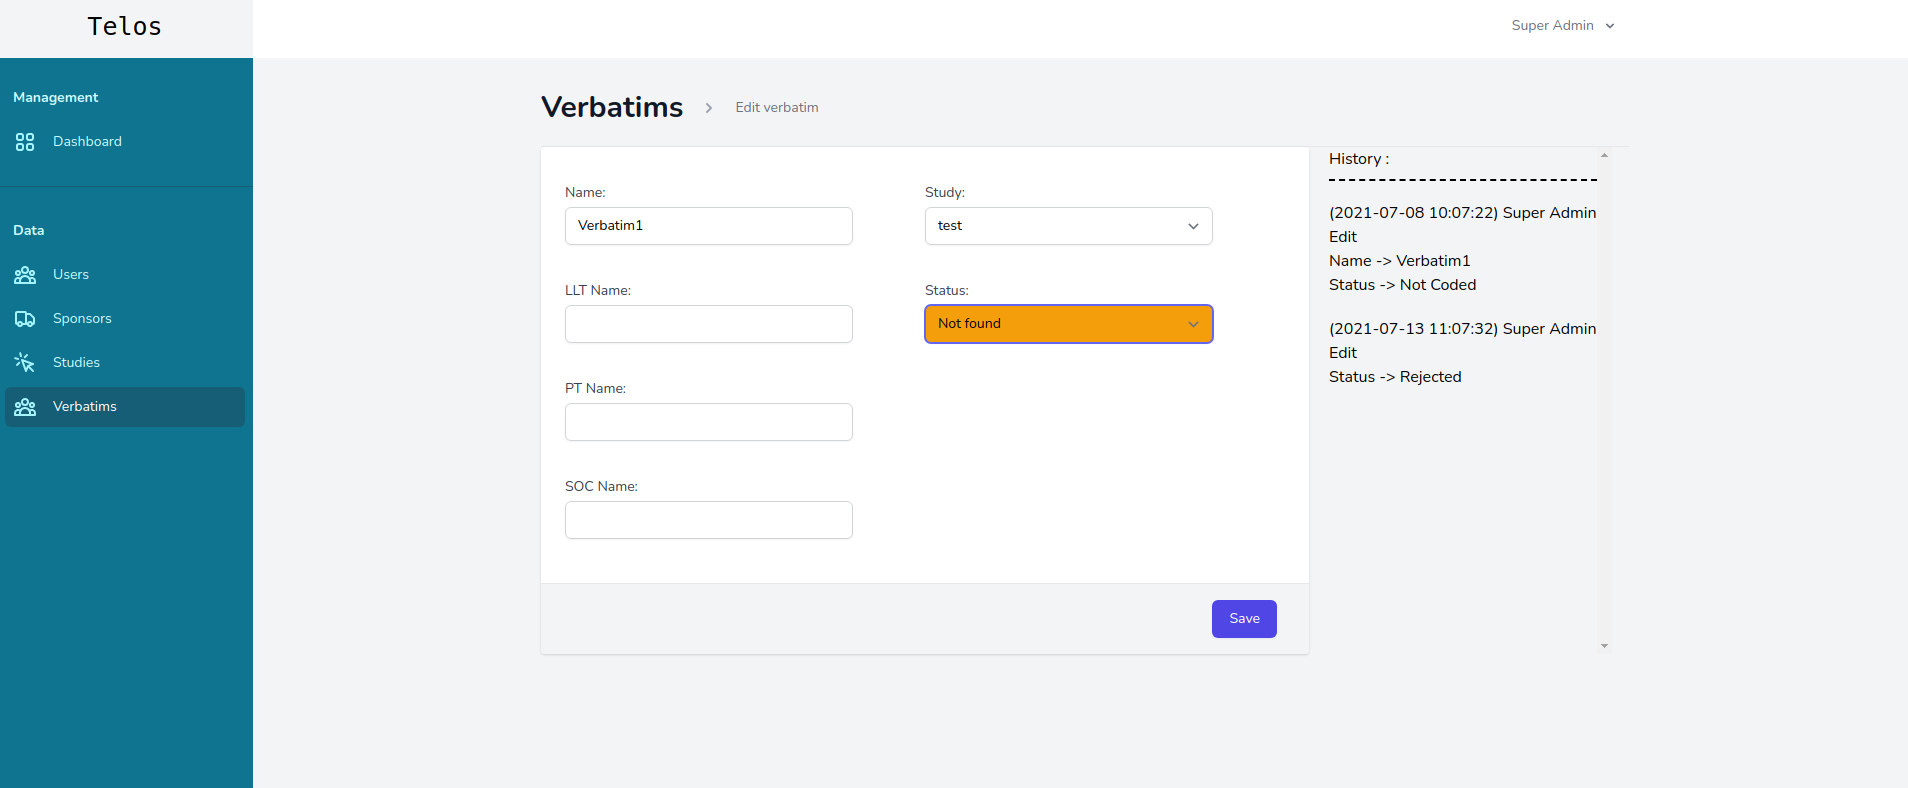 Telos
Super Admin
Management
Dashboard
Data
Users
Sponsors
Studies
Verbatims
Verbatims
Edit verbatim
Name:
Verbatim1
Study:
test
LLT Name:
Status:
Not found
PT Name:
SOC Name:
Save
History :
(2021-07-08 10:07:22) Super Admin
Edit
Name -> Verbatim1
Status -> Not Coded
(2021-07-13 11:07:32) Super Admin
Edit
Status -> Rejected